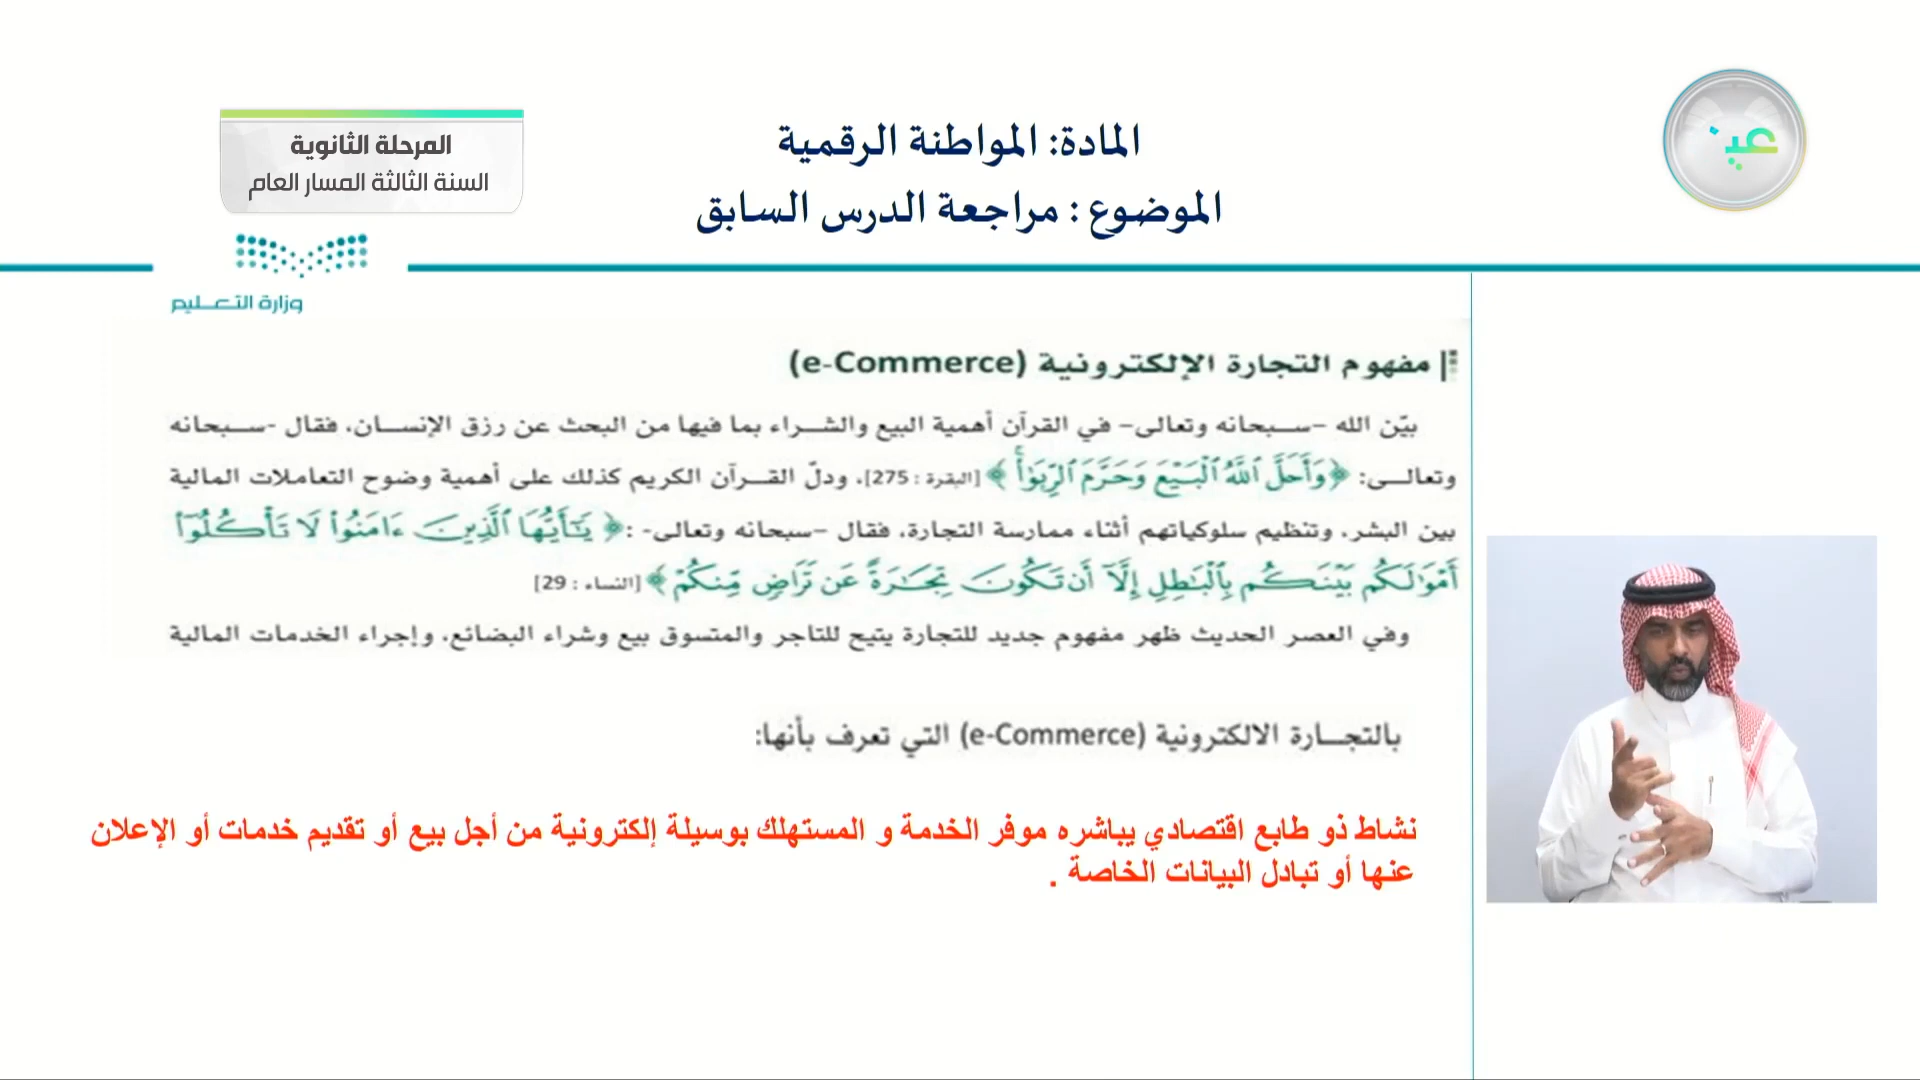 المادة: المواطنة الرقمية
الموضوع : مراجعة الدرس السابق
المرحلة الثانوية
السنة الثالثة المسار العام
عين
وزارة التعليم
مفهوم التجارة الإلكترونية (e-Commerce)
بيّن الله -سبحانه وتعالى- في القرآن أهمية البيع والشراء بما فيها من البحث عن رزق الإنسان، فقال -سبحانه
وتعالى: ﴿وَأَحَلَّ ٱللَّهُ ٱلۡبَيۡعَ وَحَرَّمَ ٱلرِّبَوٰاْۚ﴾ [البقرة : 275]، ودلّ القرآن الكريم كذلك على أهمية وضوح التعاملات المالية
بين البشر، وتنظيم سلوكياتهم أثناء ممارسة التجارة، فقال -سبحانه وتعالى- :﴿يَٰٓأَيُّهَا ٱلَّذِينَ ءَامَنُواْ لَا تَأۡكُلُوٓاْ
أَمۡوَٰلَكُم بَيۡنَكُم بِٱلۡبَٰطِلِ إِلَّآ أَن تَكُونَ تِجَٰرَةً عَن تَرَاضٖ مِّنكُمۡ﴾ [النساء : 29]
وفي العصر الحديث ظهر مفهوم جديد للتجارة يتيح للتاجر والمتسوق بيع وشراء البضائع، وإجراء الخدمات المالية
بالتجارة الالكترونية (e-Commerce) التي تعرف بأنها:
نشاط ذو طابع اقتصادي يباشره موفر الخدمة و المستهلك بوسيلة إلكترونية من أجل بيع أو تقديم خدمات أو الإعلان
عنها أو تبادل البيانات الخاصة .